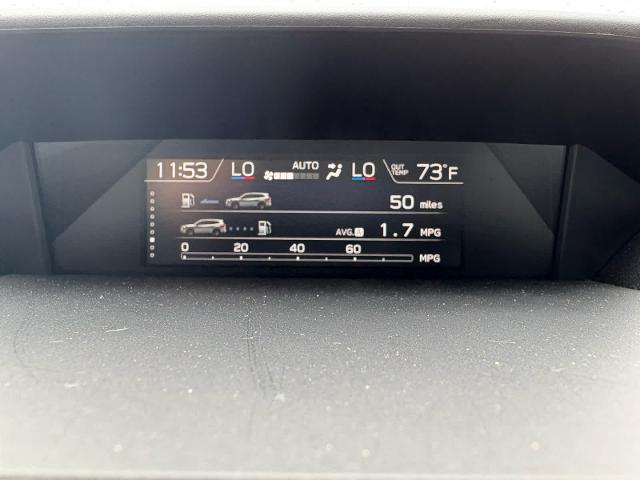 11:53 LO AUTO LO OUT TEMP 73°F
50 miles
AVG.A 1.7 MPG
0 20 40 60
MPG